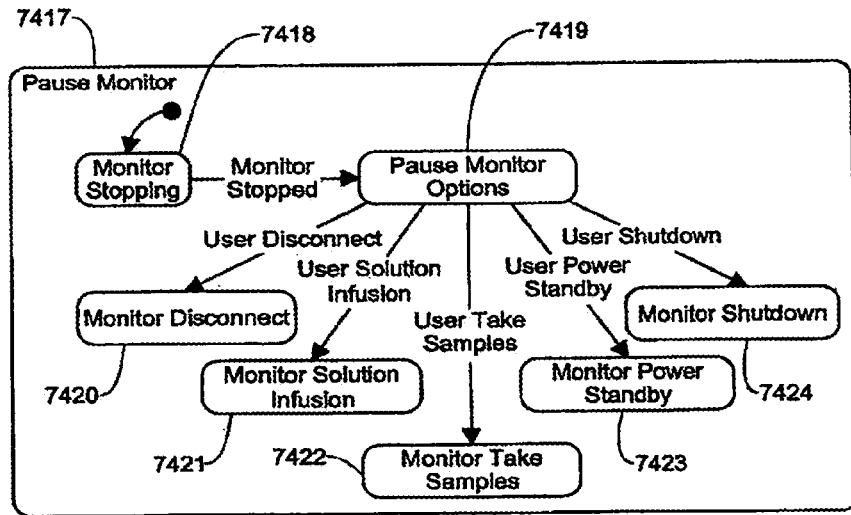 7417
7418
7419
Pause Monitor
Monitor
Stopping
Monitor
Stopped
Pause Monitor
Options
User Disconnect
User Solution
Infusion
User Take
Samples
User Power
Standby
User Shutdown
Monitor Disconnect
Monitor Solution
Infusion
Monitor Take
Samples
Monitor Power
Standby
Monitor Shutdown
7420
7421
7422
7423
7424